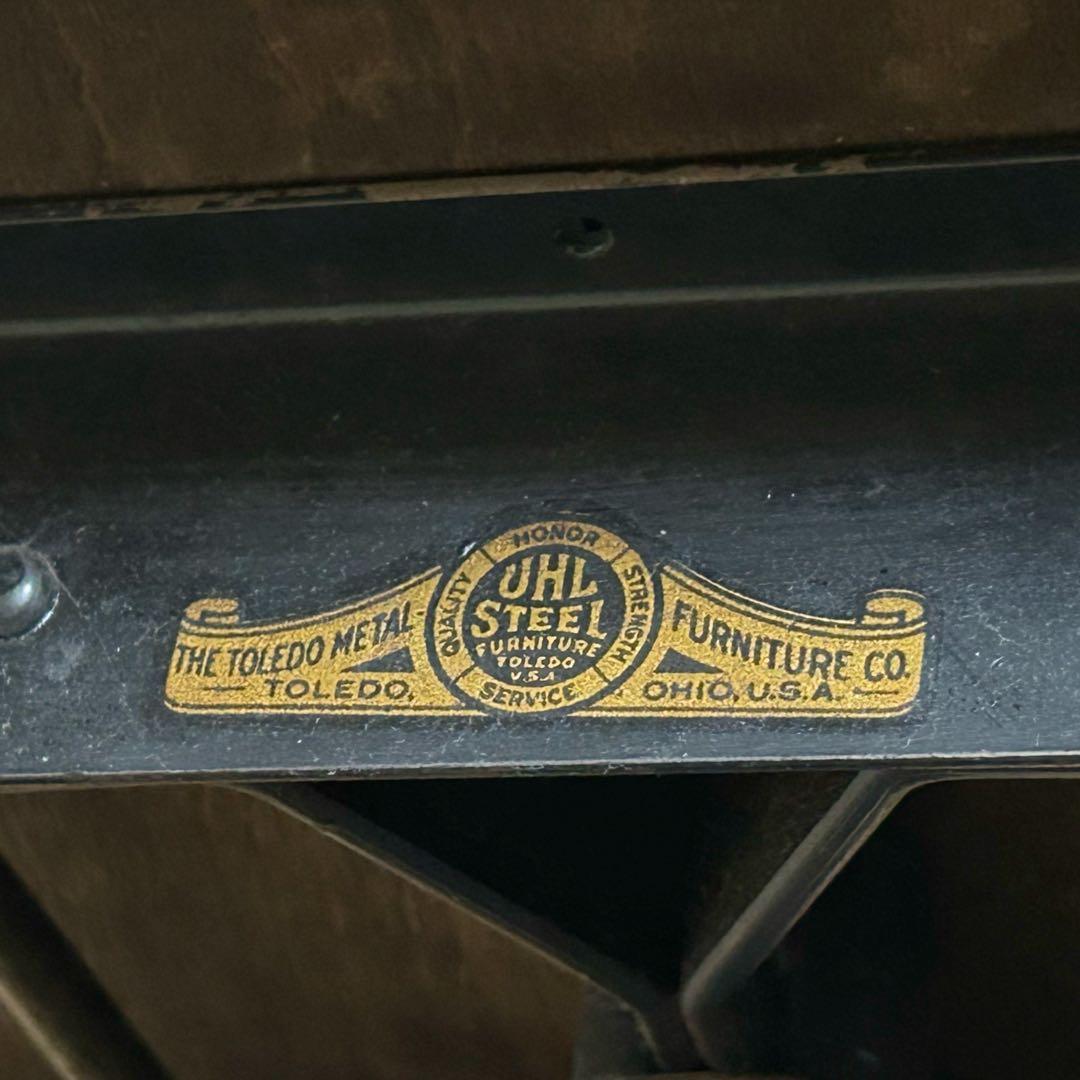 HONOR
QUALITY
STRENGTH
SERVICE
UHL
STEEL
FURNITURE
TOLEDO
U.S.A.
THE TOLEDO METAL FURNITURE CO.
TOLEDO, OHIO, U.S.A.